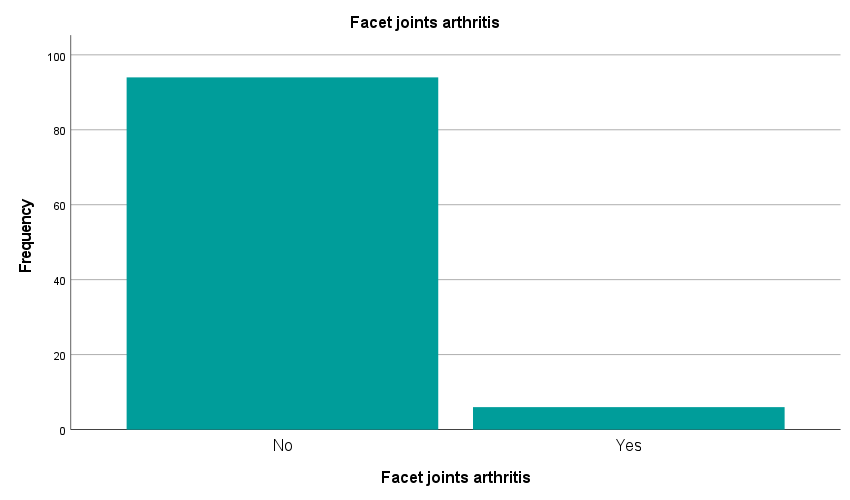 Facet joints arthritis
100
80
60
40
20
0
Frequency
No Yes
Facet joints arthritis